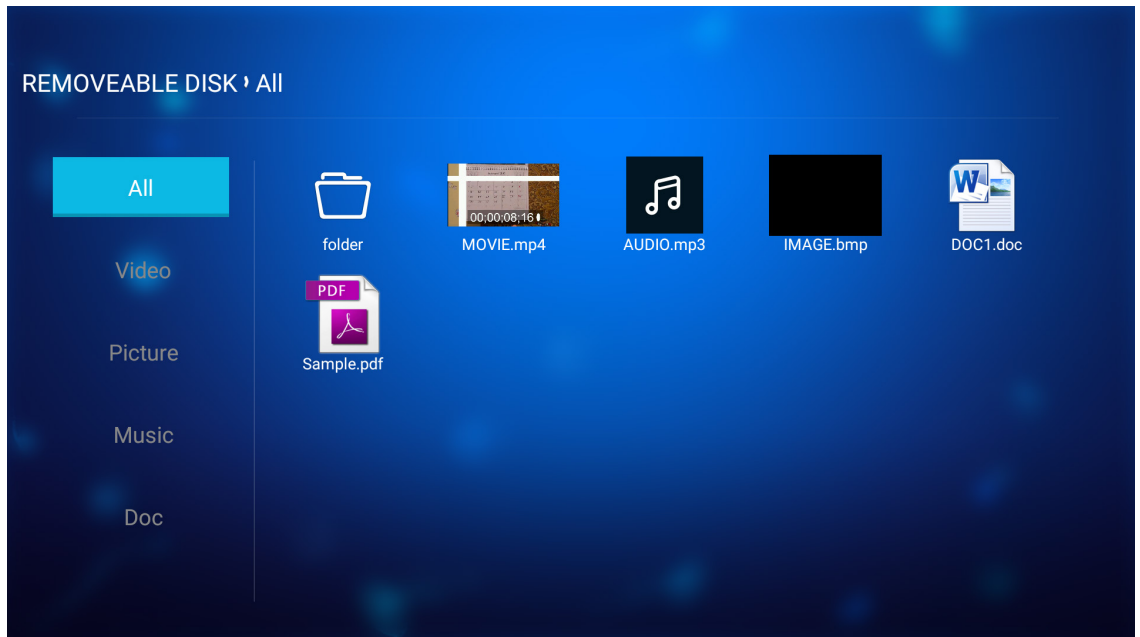 REMOVEABLE DISK All
All
Video
Picture
Music
Doc
folder
00;00;08;16
MOVIE.mp4
AUDIO.mp3
IMAGE.bmp
W
DOC1.doc
PDF
Sample.pdf